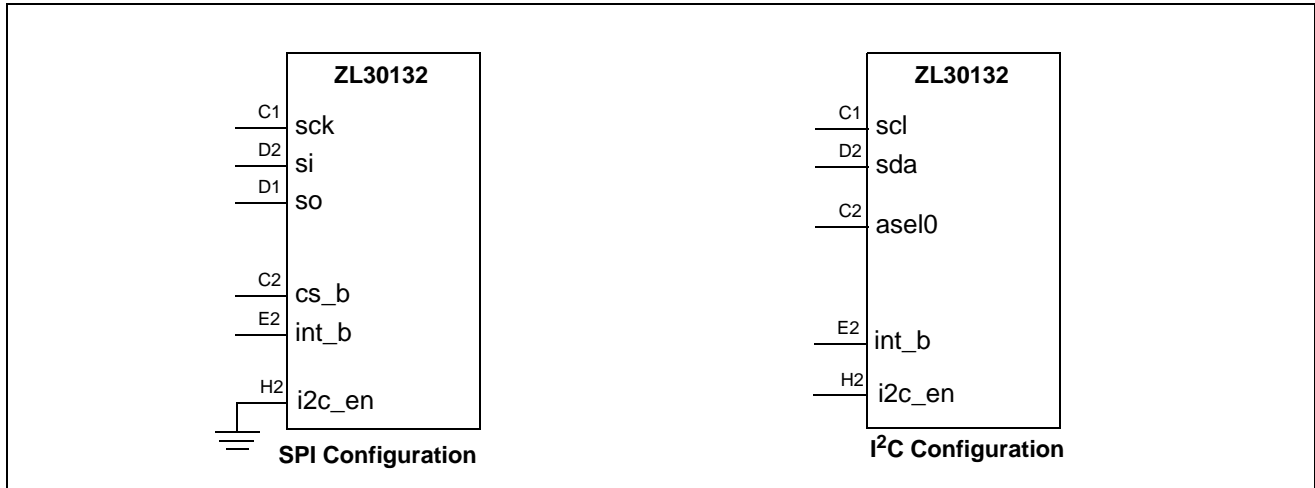 ZL30132
C1 sck
D2 si
D1 so
C2 cs_b
E2 int_b
H2 i2c_en
SPI Configuration
ZL30132
C1 scl
D2 sda
C2 asel0
E2 int_b
H2 i2c_en
I²C Configuration